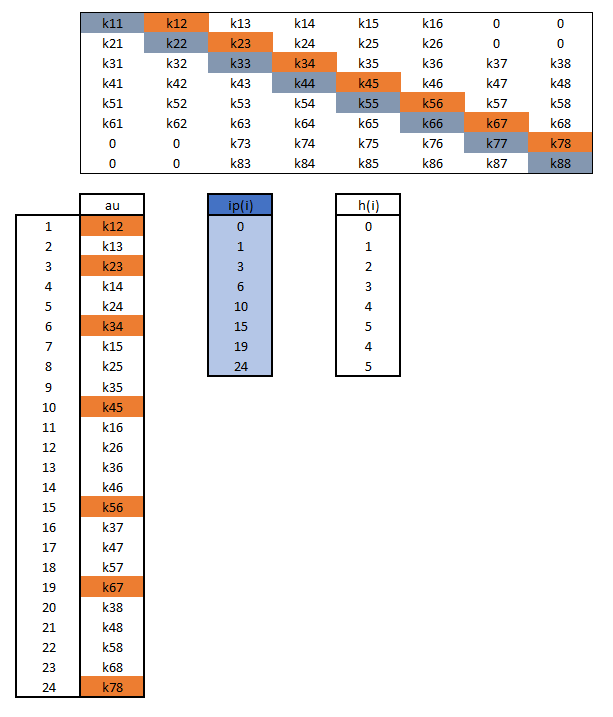 k11 k12 k13 k14 k15 k16 0 0
k21 k22 k23 k24 k25 k26 0 0
k31 k32 k33 k34 k35 k36 k37 k38
k41 k42 k43 k44 k45 k46 k47 k48
k51 k52 k53 k54 k55 k56 k57 k58
k61 k62 k63 k64 k65 k66 k67 k68
0 0 k73 k74 k75 k76 k77 k78
0 0 k83 k84 k85 k86 k87 k88
au ip(i) h(i)
1 k12 0 0
2 k13 1 1
3 k23 3 2
4 k14 6 3
5 k24 10 4
6 k34 15 5
7 k15 19 4
8 k25 24 5
9 k35
10 k45
11 k16
12 k26
13 k36
14 k46
15 k56
16 k37
17 k47
18 k57
19 k67
20 k38
21 k48
22 k58
23 k68
24 k78